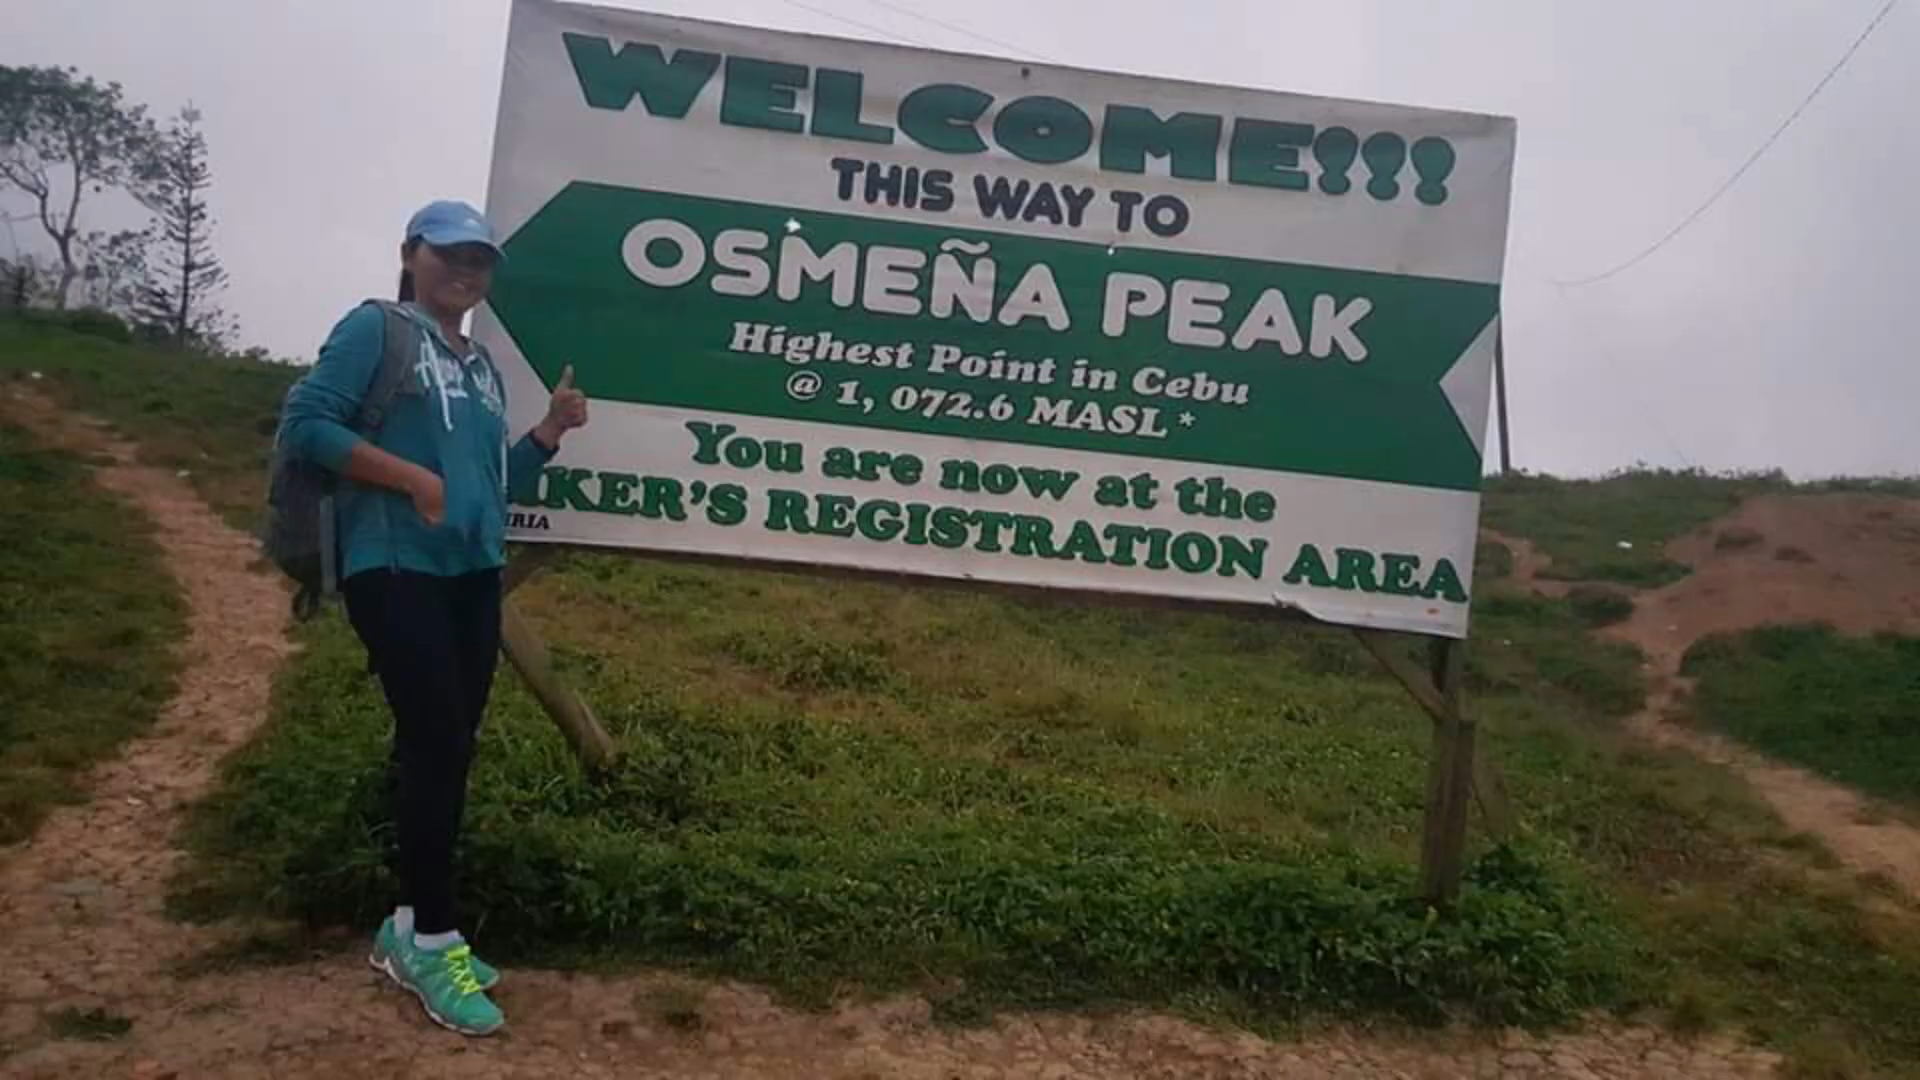 WELCOME!!!
THIS WAY TO
OSMEÑA PEAK
Highest Point in Cebu
@ 1, 072.6 MASL*
You are now at the
REGISTRATION AREA